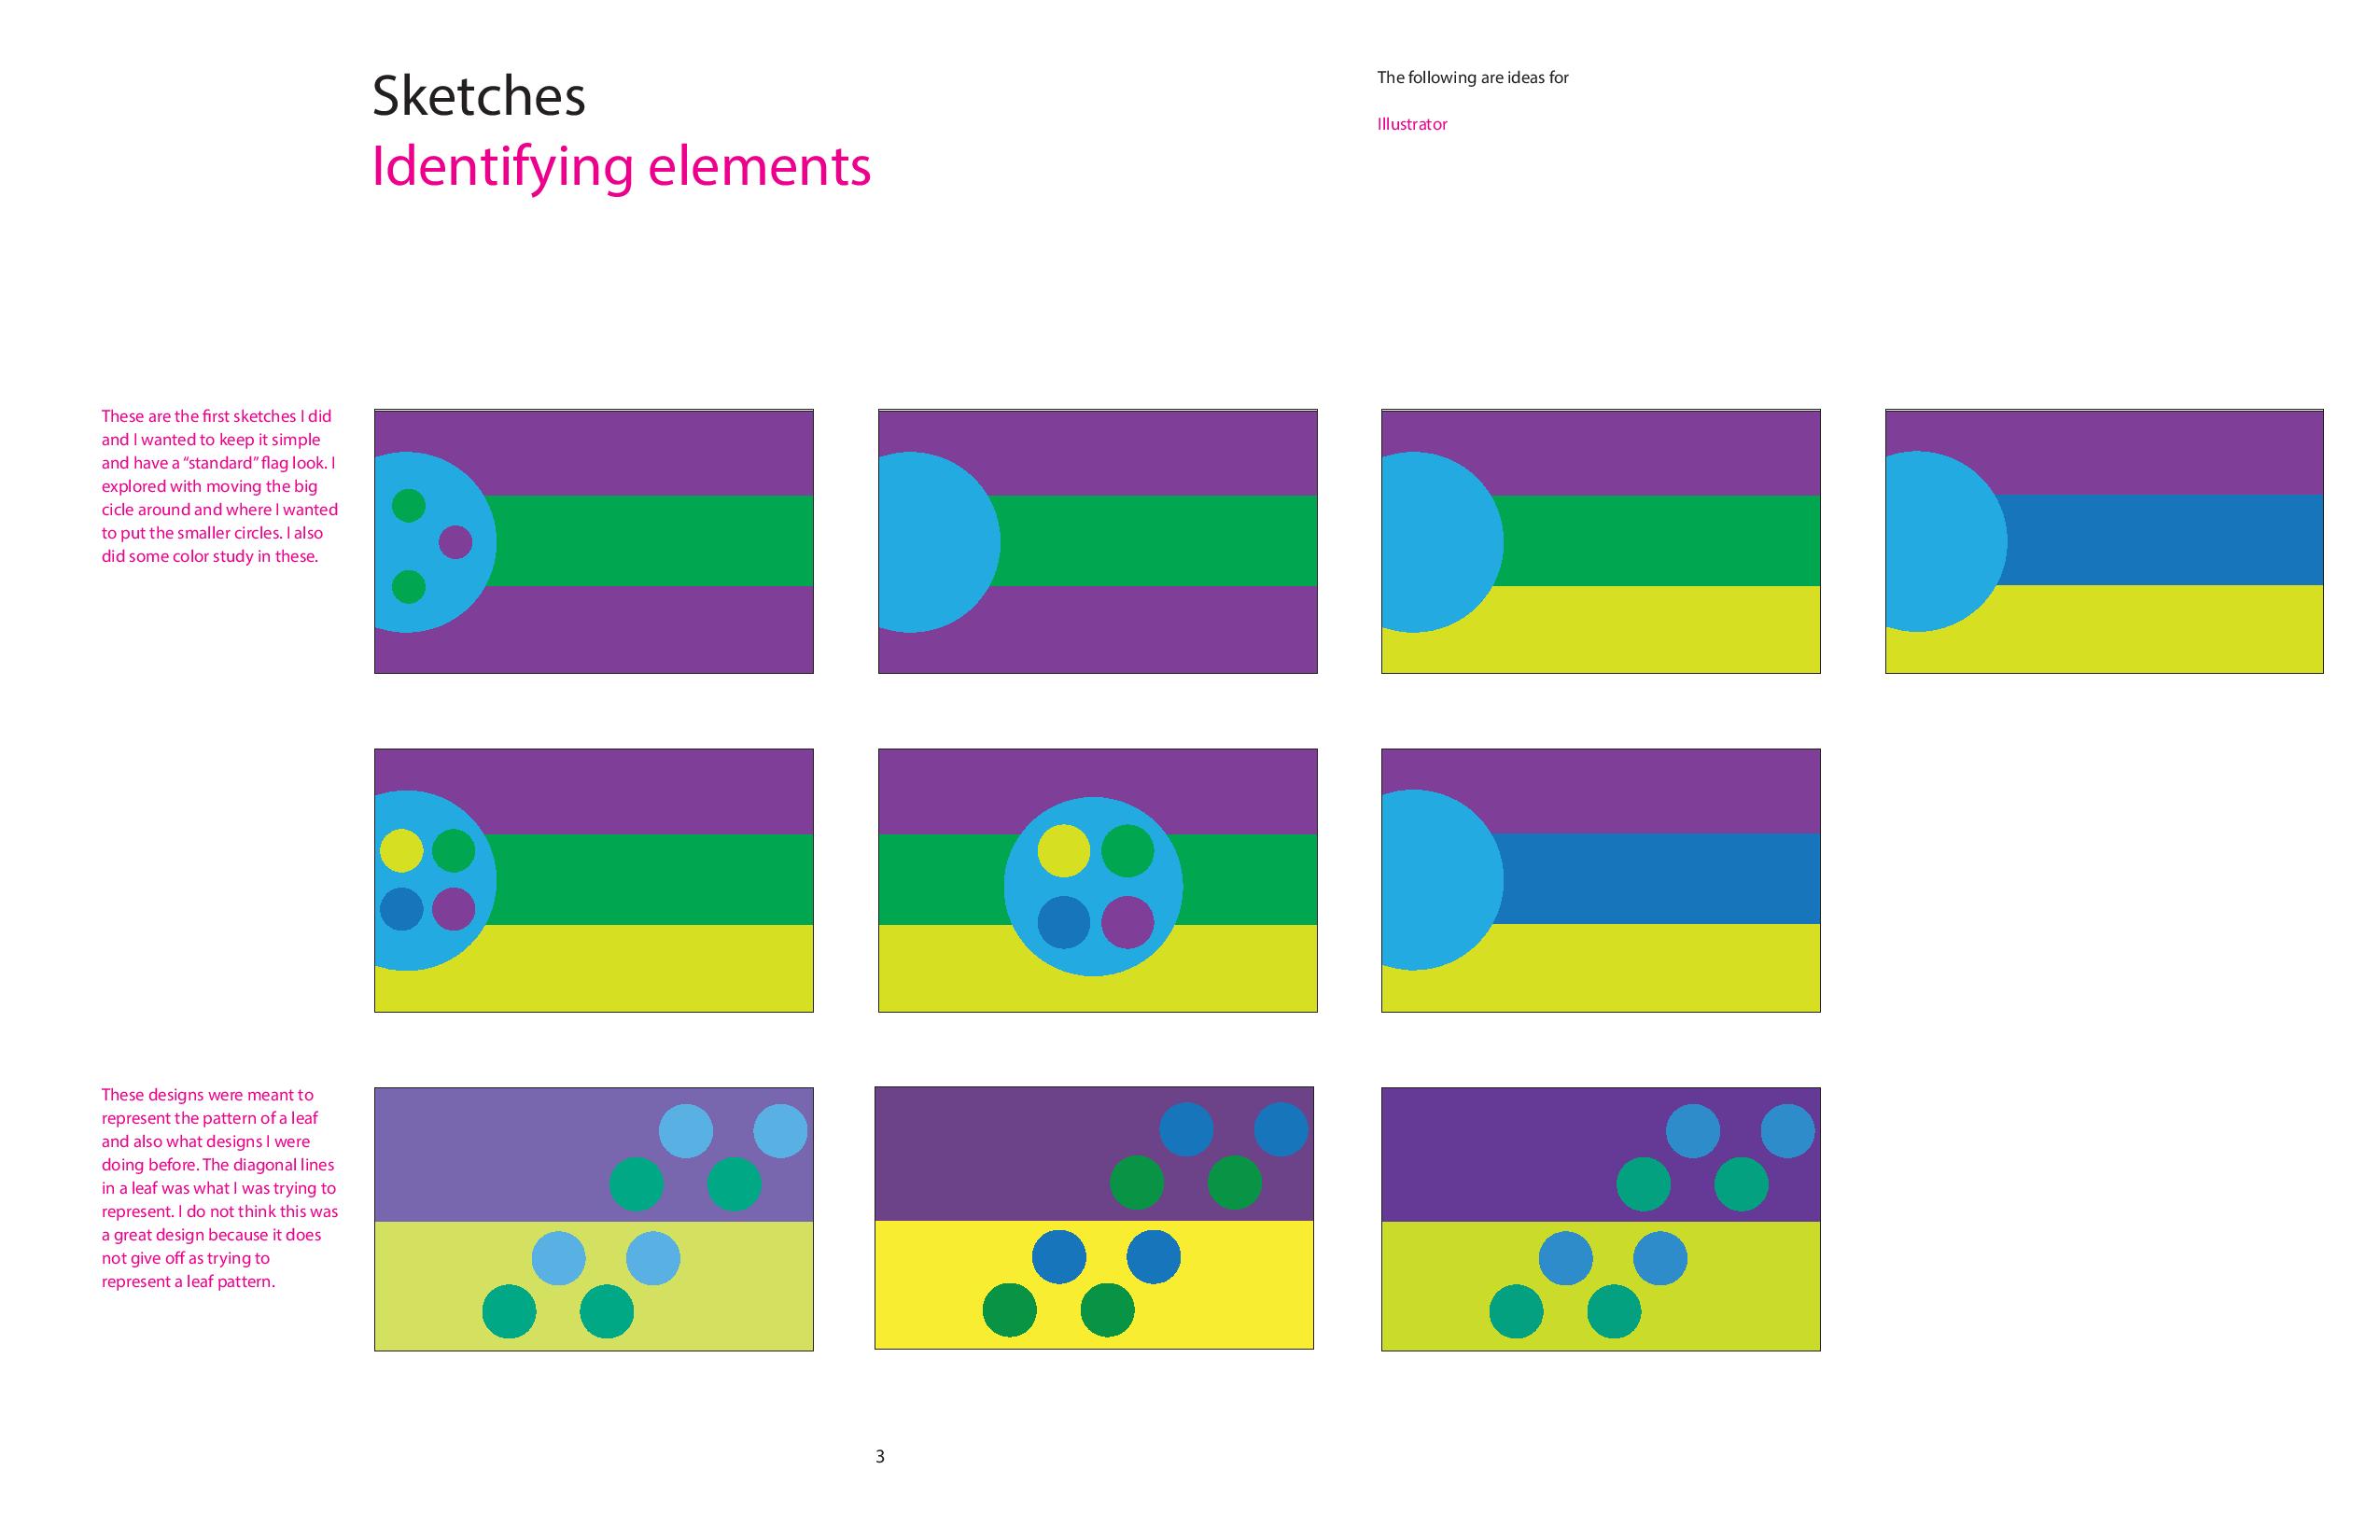 Sketches
Identifying elements
The following are ideas for
Illustrator
These are the first sketches I did
and I wanted to keep it simple
and have a “standard” flag look. I
explored with moving the big
cicle around and where I wanted
to put the smaller circles. I also
did some color study in these.
These designs were meant to
represent the pattern of a leaf
and also what designs I were
doing before. The diagonal lines
in a leaf was what I was trying to
represent. I do not think this was
a great design because it does
not give off as trying to
represent a leaf pattern.
3